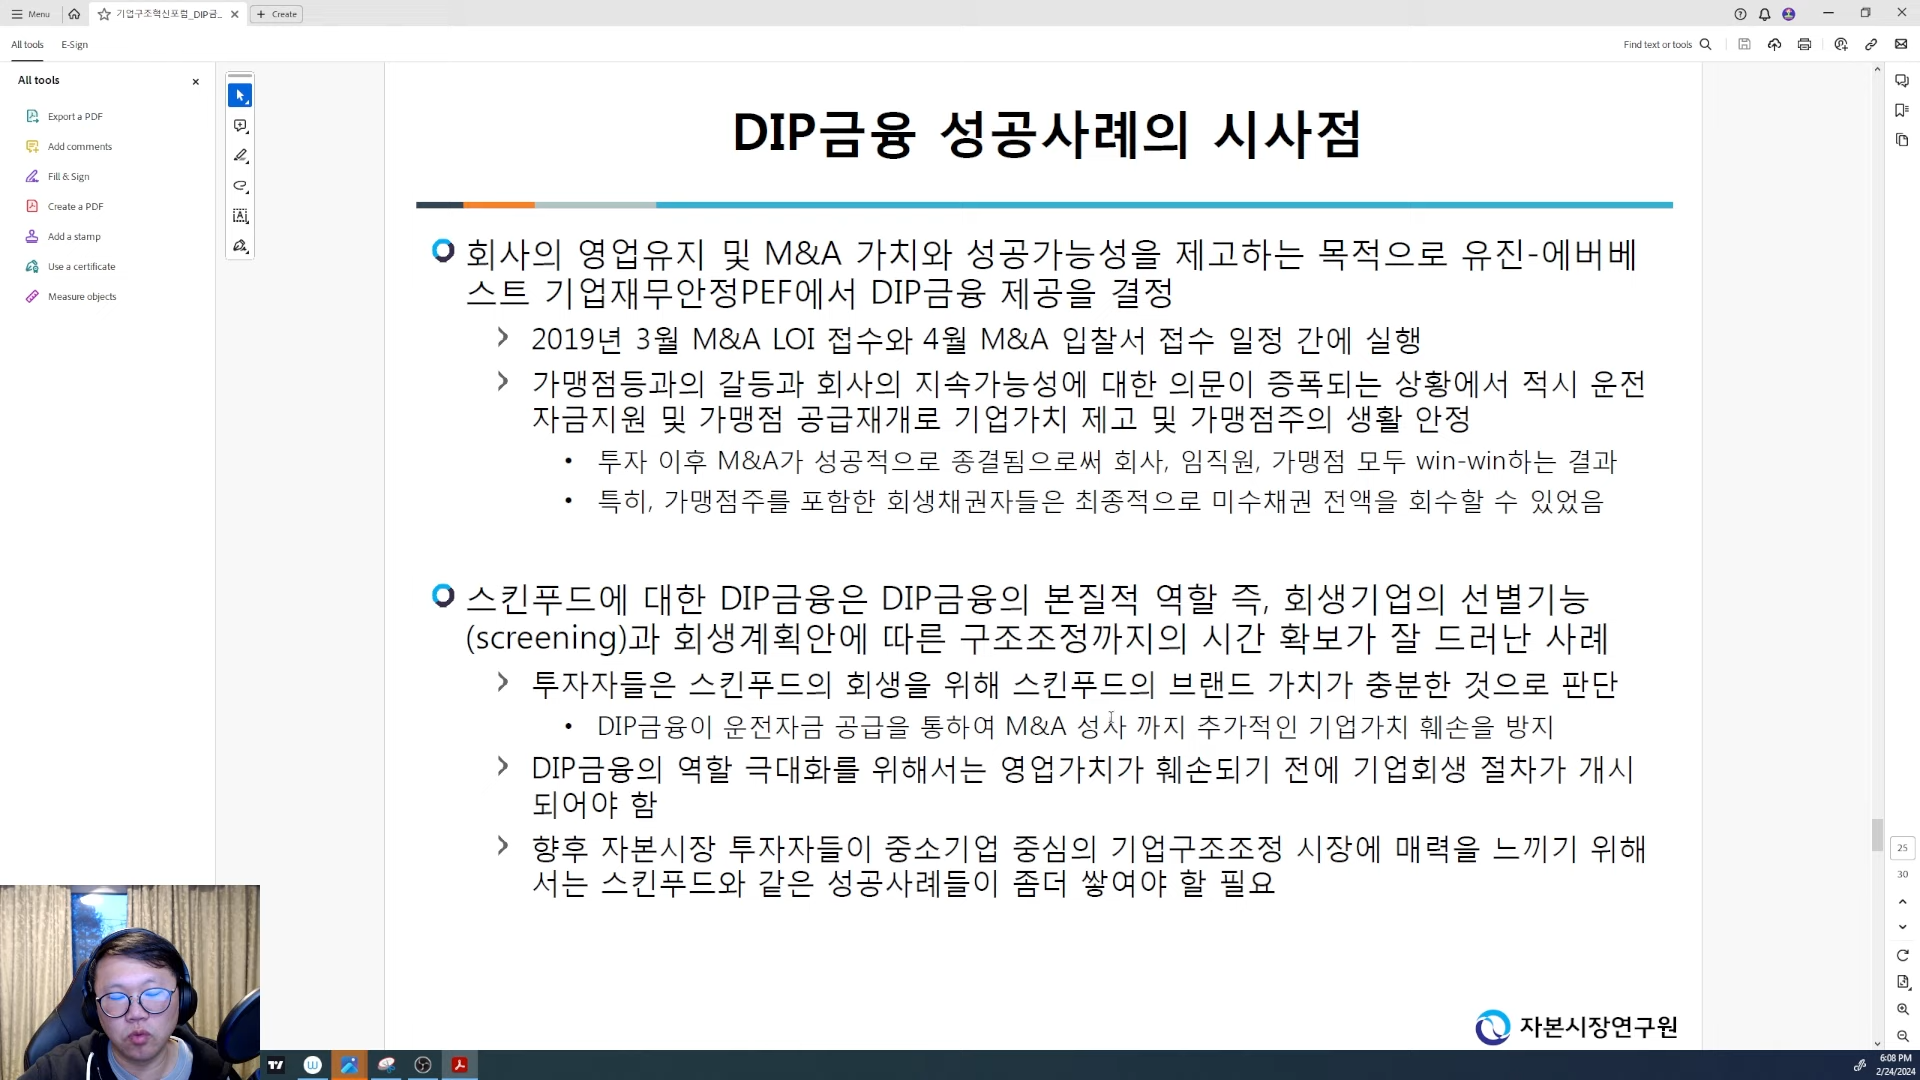 Menu
기업구조혁신포럼_DIP금...
Create
All tools
E-Sign
Find text or tools
All tools
Export a PDF
Add comments
Fill & Sign
Create a PDF
Add a stamp
Use a certificate
Measure objects
DIP금융 성공사례의 시사점
회사의 영업유지 및 M&A 가치와 성공가능성을 제고하는 목적으로 유진-에버베
스트 기업재무안정PEF에서 DIP금융 제공을 결정
2019년 3월 M&A LOI 접수와 4월 M&A 입찰서 접수 일정 간에 실행
가맹점등과의 갈등과 회사의 지속가능성에 대한 의문이 증폭되는 상황에서 적시 운전
자금지원 및 가맹점 공급재개로 기업가치 제고 및 가맹점주의 생활 안정
• 투자 이후 M&A가 성공적으로 종결됨으로써 회사, 임직원, 가맹점 모두 win-win하는 결과
• 특히, 가맹점주를 포함한 회생채권자들은 최종적으로 미수채권 전액을 회수할 수 있었음
스킨푸드에 대한 DIP금융은 DIP금융의 본질적 역할 즉, 회생기업의 선별기능
(screening)과 회생계획안에 따른 구조조정까지의 시간 확보가 잘 드러난 사례
투자자들은 스킨푸드의 회생을 위해 스킨푸드의 브랜드 가치가 충분한 것으로 판단
• DIP금융이 운전자금 공급을 통하여 M&A 성사 까지 추가적인 기업가치 훼손을 방지
DIP금융의 역할 극대화를 위해서는 영업가치가 훼손되기 전에 기업회생 절차가 개시
되어야 함
향후 자본시장 투자자들이 중소기업 중심의 기업구조조정 시장에 매력을 느끼기 위해
서는 스킨푸드와 같은 성공사례들이 좀더 쌓여야 할 필요
자본시장연구원
25
30
6:08 PM
2/24/2024